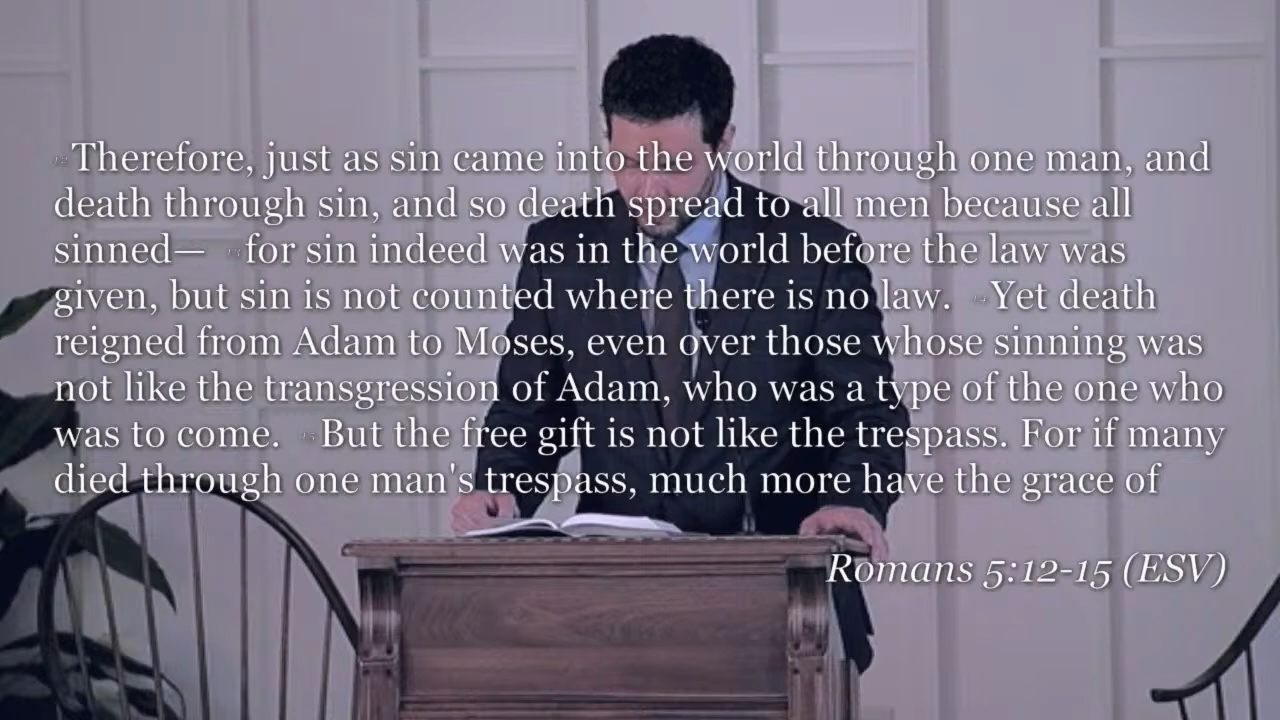 12 Therefore, just as sin came into the world through one man, and
death through sin, and so death spread to all men because all
sinned— 13 for sin indeed was in the world before the law was
given, but sin is not counted where there is no law. 14 Yet death
reigned from Adam to Moses, even over those whose sinning was
not like the transgression of Adam, who was a type of the one who
was to come. 15 But the free gift is not like the trespass. For if many
died through one man's trespass, much more have the grace of
Romans 5:12-15 (ESV)